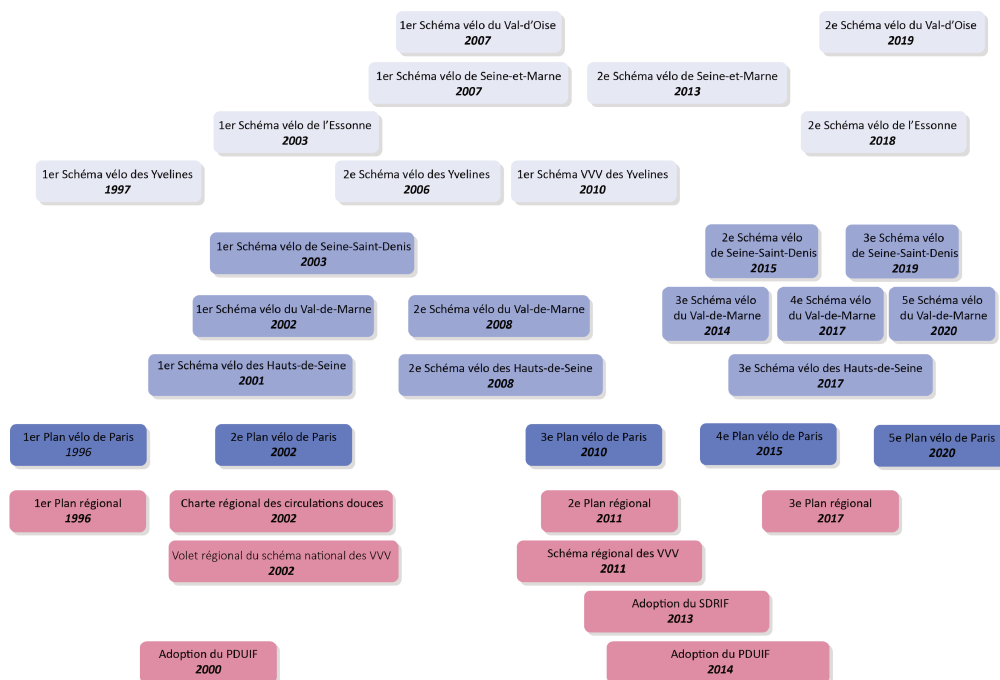 1er Schéma vélo du Val-d’Oise
2007
2e Schéma vélo du Val-d’Oise
2019
1er Schéma vélo de Seine-et-Marne
2007
2e Schéma vélo de Seine-et-Marne
2013
1er Schéma vélo de l’Essonne
2003
2e Schéma vélo de l’Essonne
2018
1er Schéma vélo des Yvelines
1997
2e Schéma vélo des Yvelines
2006
1er Schéma VVV des Yvelines
2010
1er Schéma vélo de Seine-Saint-Denis
2003
2e Schéma vélo
de Seine-Saint-Denis
2015
3e Schéma vélo
de Seine-Saint-Denis
2019
1er Schéma vélo du Val-de-Marne
2002
2e Schéma vélo du Val-de-Marne
2008
3e Schéma vélo
du Val-de-Marne
2014
4e Schéma vélo
du Val-de-Marne
2017
5e Schéma vélo
du Val-de-Marne
2020
1er Schéma vélo des Hauts-de-Seine
2001
2e Schéma vélo des Hauts-de-Seine
2008
3e Schéma vélo des Hauts-de-Seine
2017
1er Plan vélo de Paris
1996
2e Plan vélo de Paris
2002
3e Plan vélo de Paris
2010
4e Plan vélo de Paris
2015
5e Plan vélo de Paris
2020
1er Plan régional
1996
Charte régional des circulations douces
2002
2e Plan régional
2011
3e Plan régional
2017
Volet régional du schéma national des VVV
2002
Schéma régional des VVV
2011
Adoption du SDRIF
2013
Adoption du PDUIF
2000
Adoption du PDUIF
2014